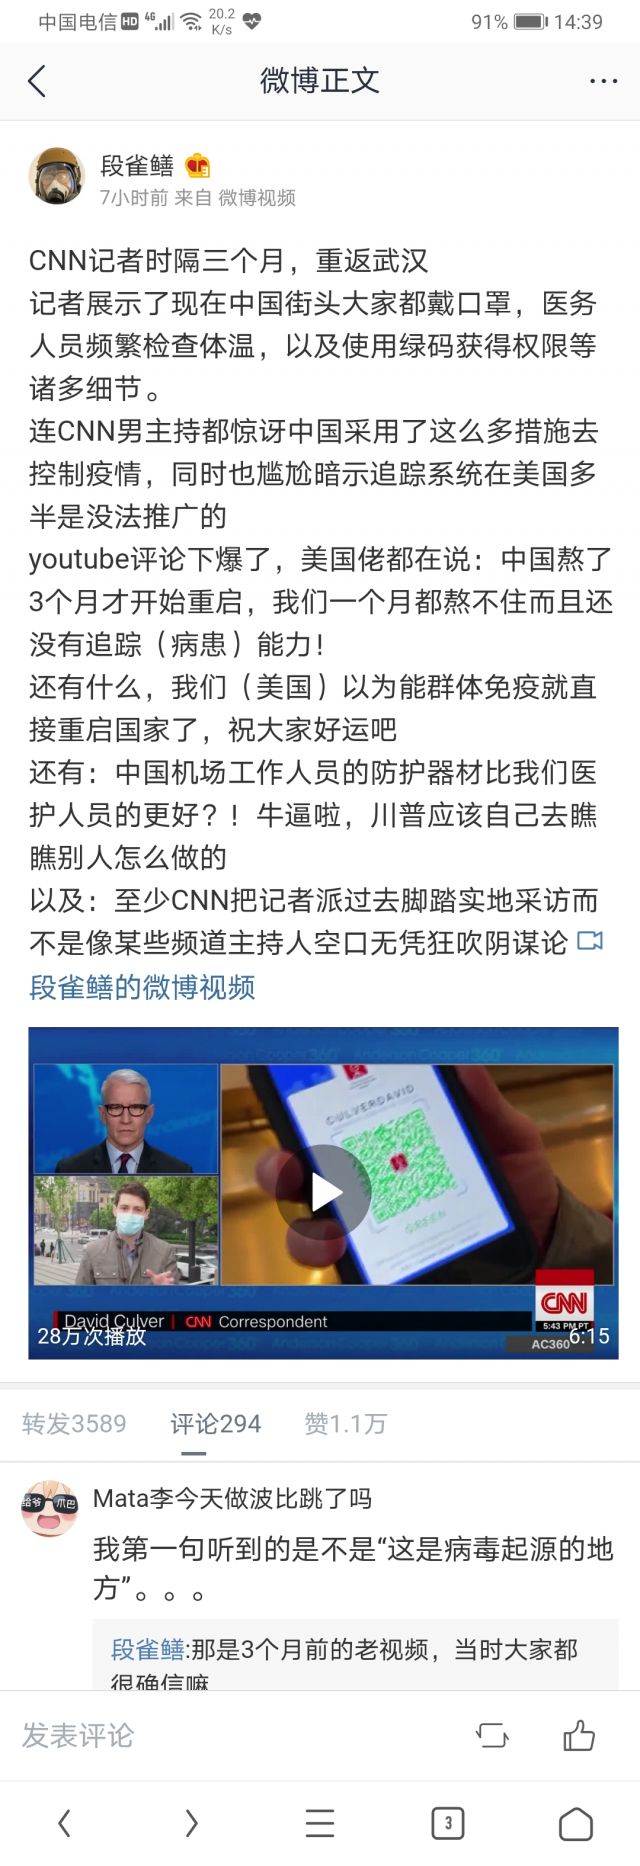 中国电信 HD 4G 20.2 K/s 91% 14:39
微博正文
段雀鳝
7小时前 来自 微博视频
CNN记者时隔三个月，重返武汉
记者展示了现在中国街头大家都戴口罩，医务
人员频繁检查体温，以及使用绿码获得权限等
诸多细节。
连CNN男主持都惊讶中国采用了这么多措施去
控制疫情，同时也尴尬暗示追踪系统在美国多
半是没法推广的
youtube评论下爆了，美国佬都在说：中国熬了
3个月才开始重启，我们一个月都熬不住而且还
没有追踪（病患）能力！
还有什么，我们（美国）以为能群体免疫就直
接重启国家了，祝大家好运吧
还有：中国机场工作人员的防护器材比我们医
护人员的更好？！牛逼啦，川普应该自己去瞧
瞧别人怎么做的
以及：至少CNN把记者派过去脚踏实地采访而
不是像某些频道主持人空口无凭狂吹阴谋论
段雀鳝的微博视频
Anderson Cooper 360°
CULVERDAVID
GREEN
CNN
David Culver | CNN Correspondent
5:43 PM PT
28万次播放
AC360°
6:15
转发3589 评论294 赞1.1万
给爷 爪巴
Mata李今天做波比跳了吗
我第一句听到的是不是“这是病毒起源的地
方”。。。
段雀鳝:那是3个月前的老视频，当时大家都
很确信嘛
发表评论
3